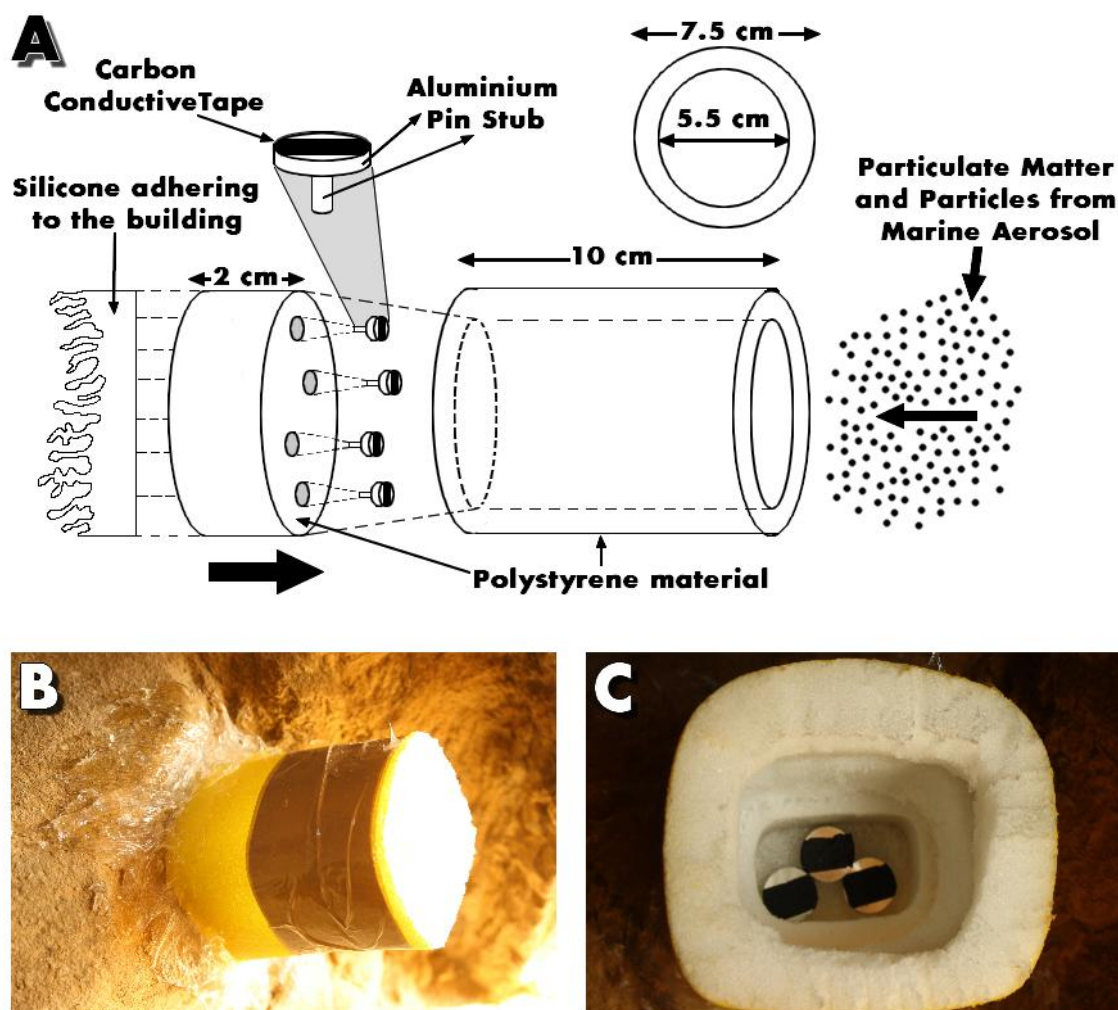 A
Carbon
ConductiveTape
Aluminium
Pin Stub
7.5 cm
5.5 cm
Silicone adhering
to the building
Particulate Matter
and Particles from
Marine Aerosol
2 cm
10 cm
Polystyrene material
B
C